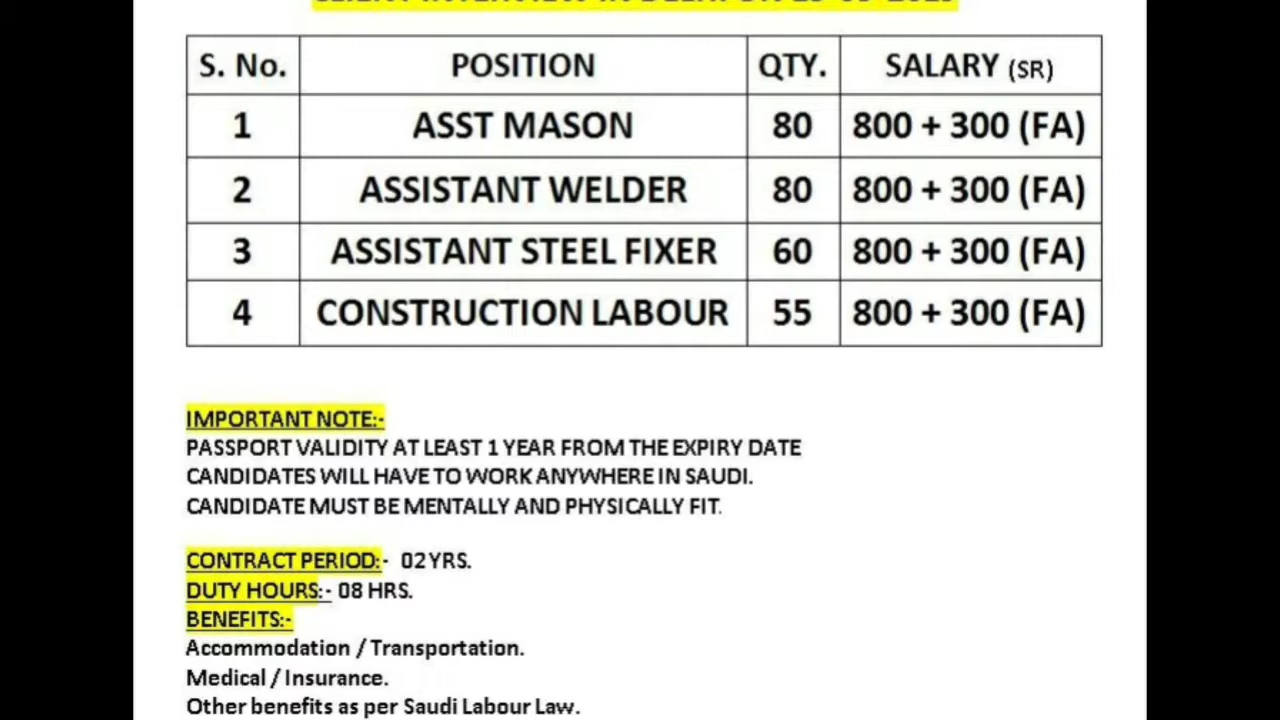 S. No. POSITION QTY. SALARY (SR)
1 ASST MASON 80 800 + 300 (FA)
2 ASSISTANT WELDER 80 800 + 300 (FA)
3 ASSISTANT STEEL FIXER 60 800 + 300 (FA)
4 CONSTRUCTION LABOUR 55 800 + 300 (FA)
IMPORTANT NOTE:-
PASSPORT VALIDITY AT LEAST 1 YEAR FROM THE EXPIRY DATE
CANDIDATES WILL HAVE TO WORK ANYWHERE IN SAUDI.
CANDIDATE MUST BE MENTALLY AND PHYSICALLY FIT.
CONTRACT PERIOD:- 02 YRS.
DUTY HOURS:- 08 HRS.
BENEFITS:-
Accommodation / Transportation.
Medical / Insurance.
Other benefits as per Saudi Labour Law.